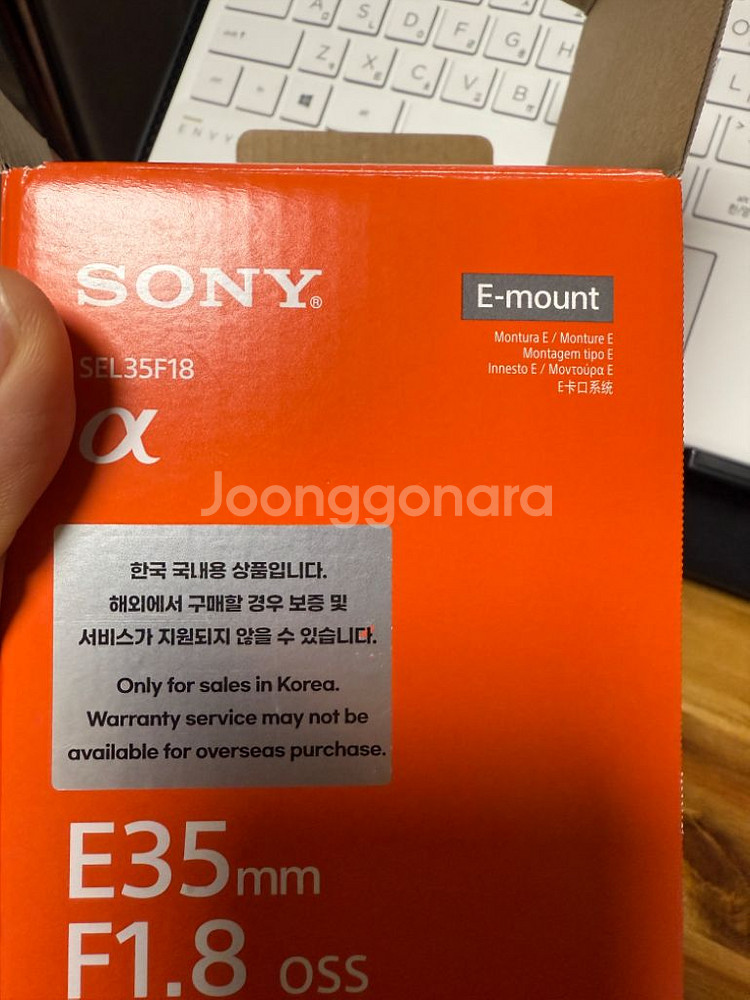 A
S
D
F
G
H
Z
X
C
V
B
L
ENVY
SONY®
E-mount
Montura E / Monture E
Montagem tipo E
Innesto E / Μοντούρα E
E卡口系统
SEL35F18
α
Joonggonara
한국 국내용 상품입니다.
해외에서 구매할 경우 보증 및
서비스가 지원되지 않을 수 있습니다.
Only for sales in Korea.
Warranty service may not be
available for overseas purchase.
E35mm
F1.8 OSS